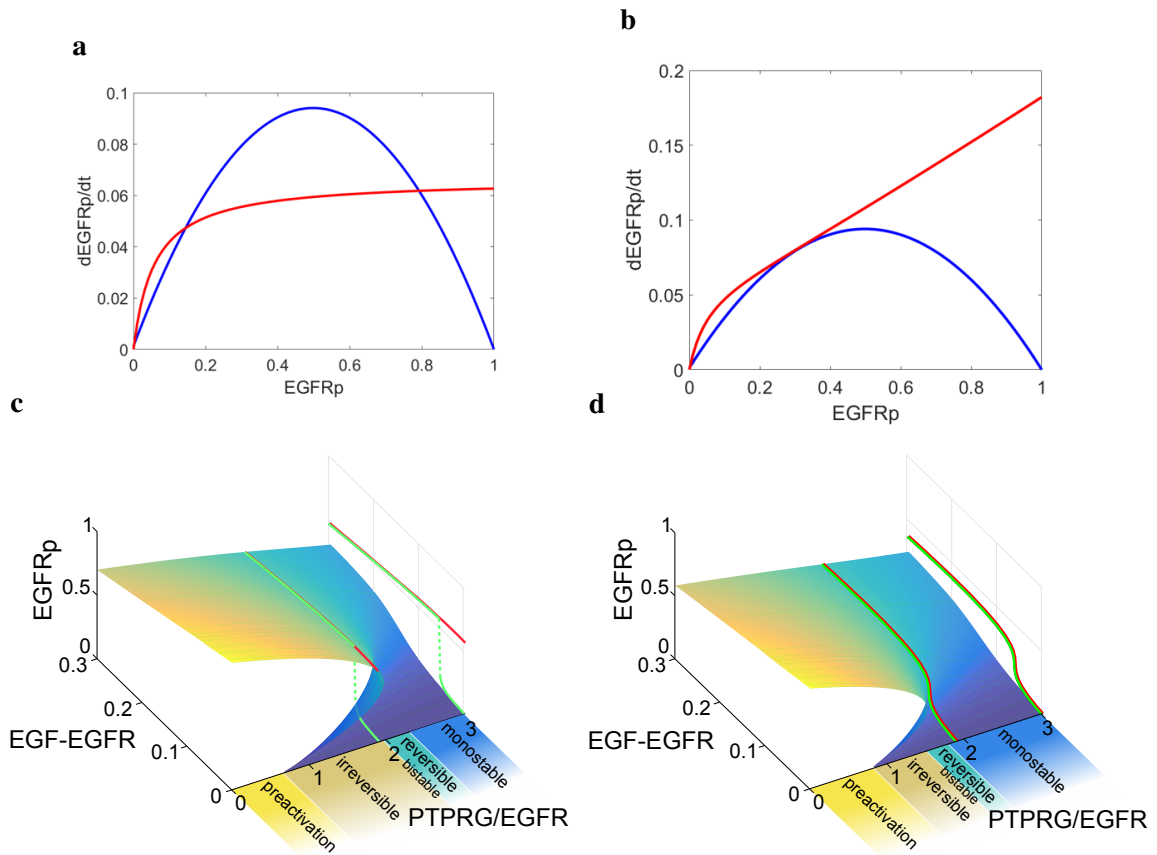 a
b
0.1
0.08
0.06
0.04
0.02
0
dEGFRp/dt
0 0.2 0.4 0.6 0.8 1
EGFRp
0.2
0.15
0.1
0.05
0
dEGFRp/dt
0 0.2 0.4 0.6 0.8 1
EGFRp
c
d
1
0.5
0
EGFRp
0.3
0.2
0.1
0
EGF-EGFR
0
1
2
3
PTPRG/EGFR
preactivation
irreversible
reversible
bistable
monostable
1
0.5
0
EGFRp
0.3
0.2
0.1
0
EGF-EGFR
0
1
2
3
PTPRG/EGFR
preactivation
irreversible
reversible
bistable
monostable